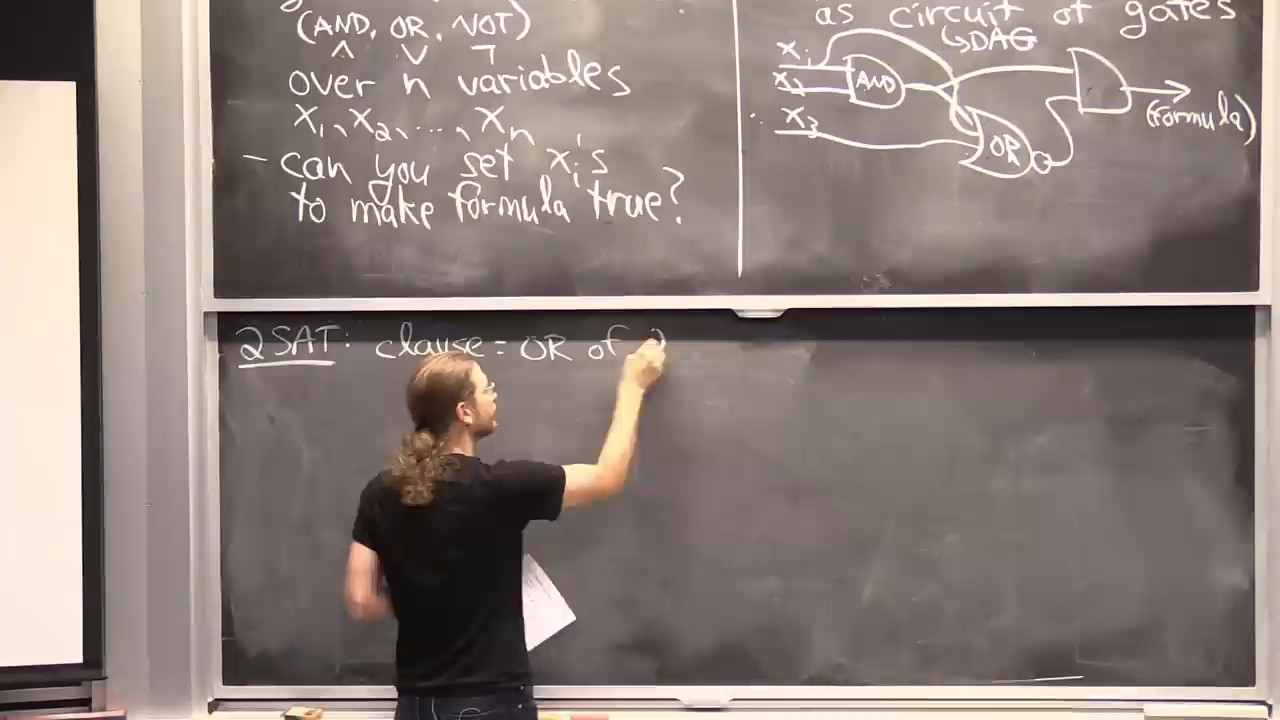 (AND, OR, NOT)
∧ ∨ ¬
over n variables
x₁, x₂, ..., xₙ
- can you set xᵢ's
to make formula true?
as circuit of gates
↳DAG
x₁
x₂
x₃
AND
OR
(formula)
2SAT: clause = OR of 2